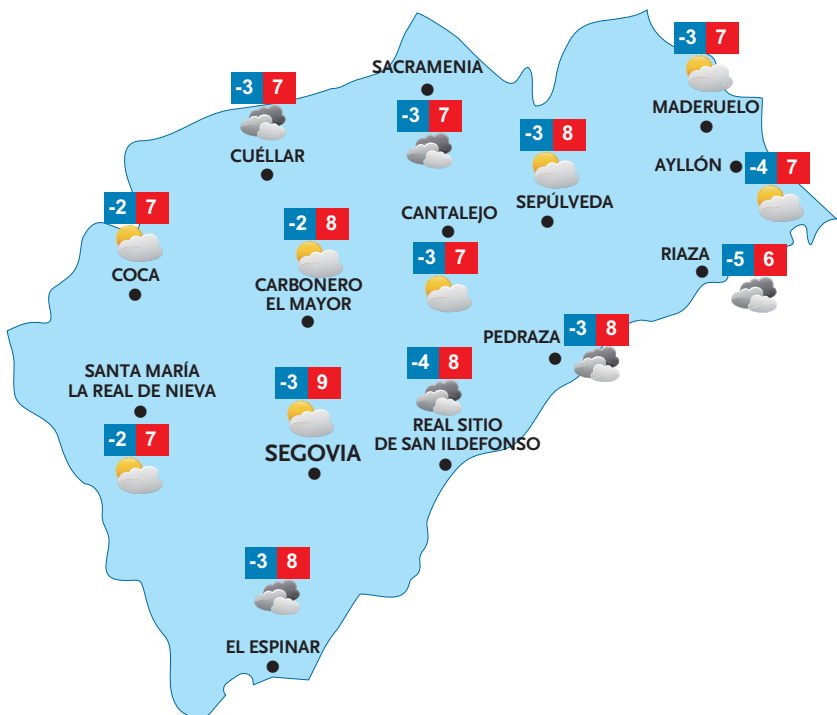 -3 7
MADERUELO
SACRAMENIA
-3 7
-3 7
CUÉLLAR
-3 8
SEPÚLVEDA
AYLLÓN
-4 7
-2 7
COCA
-2 8
CARBONERO
EL MAYOR
CANTALEJO
-3 7
RIAZA
-5 6
PEDRAZA
-3 8
SANTA MARÍA
LA REAL DE NIEVA
-2 7
-3 9
SEGOVIA
-4 8
REAL SITIO
DE SAN ILDEFONSO
-3 8
EL ESPINAR